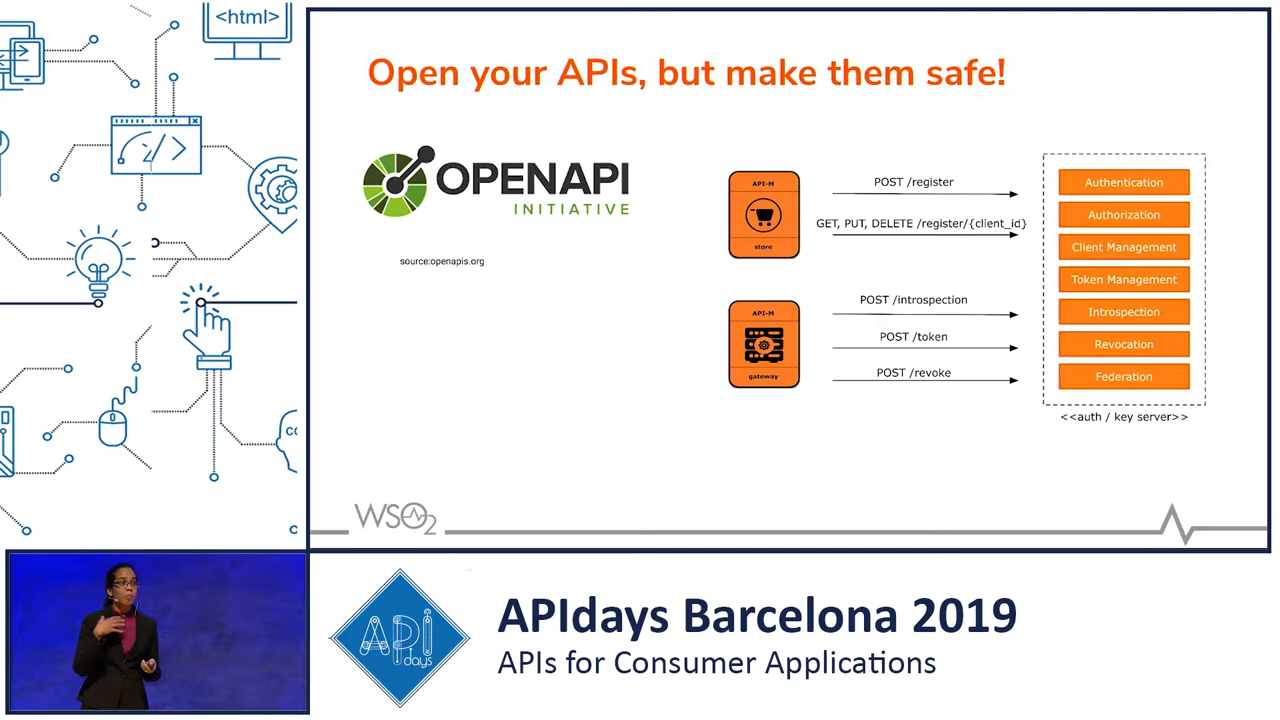 <html>
Open your APIs, but make them safe!
OPENAPI
INITIATIVE
source:openapis.org
API-M
store
POST /register
GET, PUT, DELETE /register/{client_id}
API-M
gateway
POST /introspection
POST /token
POST /revoke
Authentication
Authorization
Client Management
Token Management
Introspection
Revocation
Federation
<<auth / key server>>
WSO2
API
days
APIdays Barcelona 2019
APIs for Consumer Applications